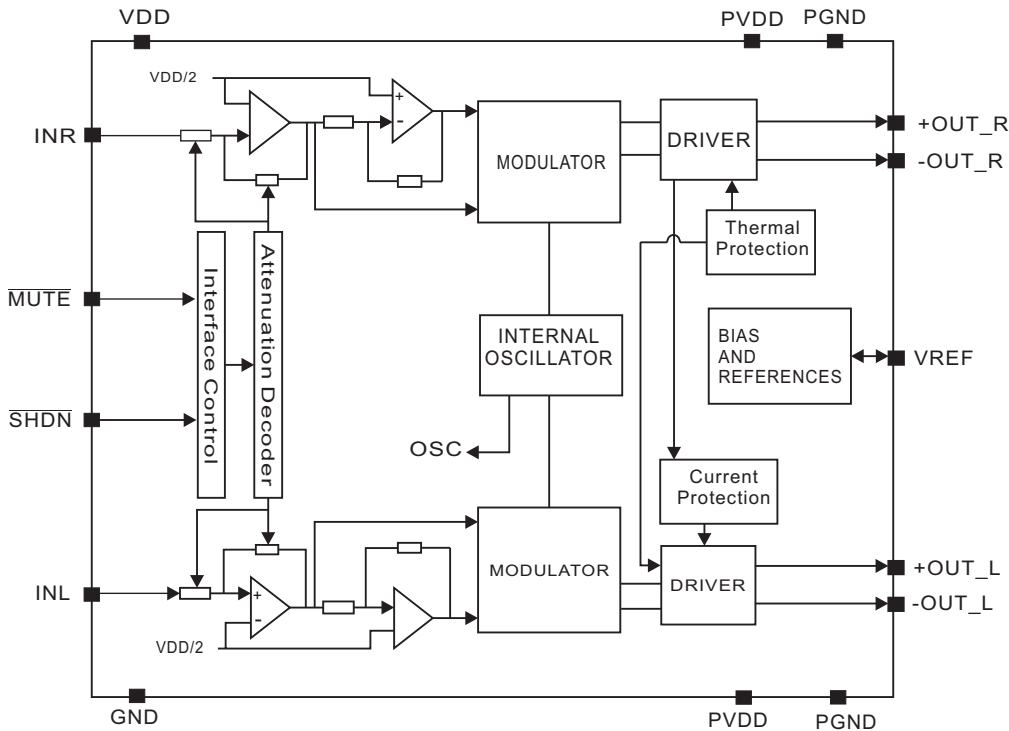 VDD
PVDD
PGND
VDD/2
+
-
INR
MODULATOR
DRIVER
+OUT_R
-OUT_R
Thermal
Protection
MUTE
Interface Control
Attenuation Decoder
INTERNAL
OSCILLATOR
BIAS
AND
REFERENCES
VREF
SHDN
OSC
Current
Protection
INL
+
-
MODULATOR
DRIVER
+OUT_L
-OUT_L
VDD/2
GND
PVDD
PGND